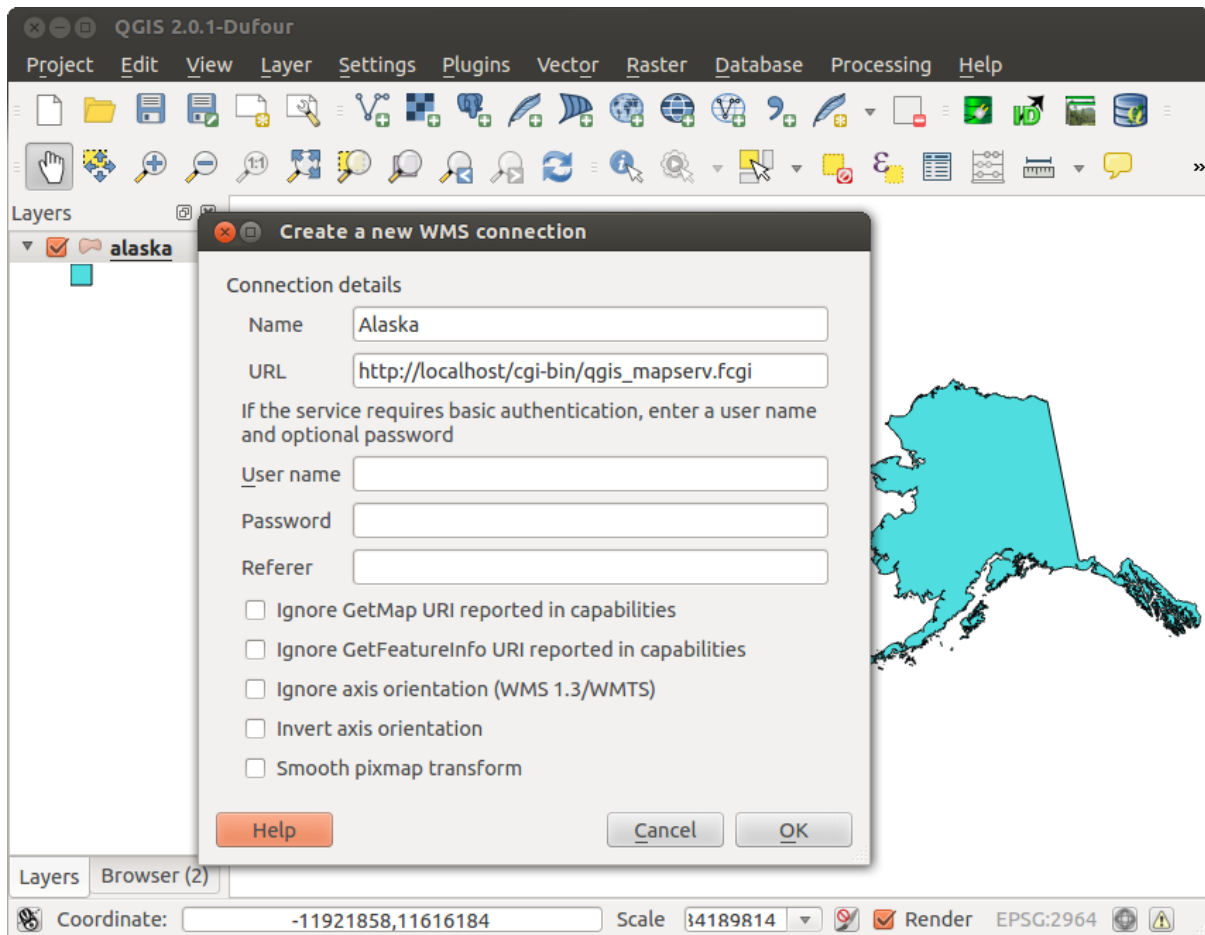 QGIS 2.0.1-Dufour
Project Edit View Layer Settings Plugins Vector Raster Database Processing Help
1:1
Layers
alaska
Create a new WMS connection
Connection details
Name Alaska
URL http://localhost/cgi-bin/qgis_mapserv.fcgi
If the service requires basic authentication, enter a user name
and optional password
User name
Password
Referer
Ignore GetMap URI reported in capabilities
Ignore GetFeatureInfo URI reported in capabilities
Ignore axis orientation (WMS 1.3/WMTS)
Invert axis orientation
Smooth pixmap transform
Help Cancel OK
Layers Browser (2)
Coordinate: -11921858,11616184 Scale 34189814 Render EPSG:2964